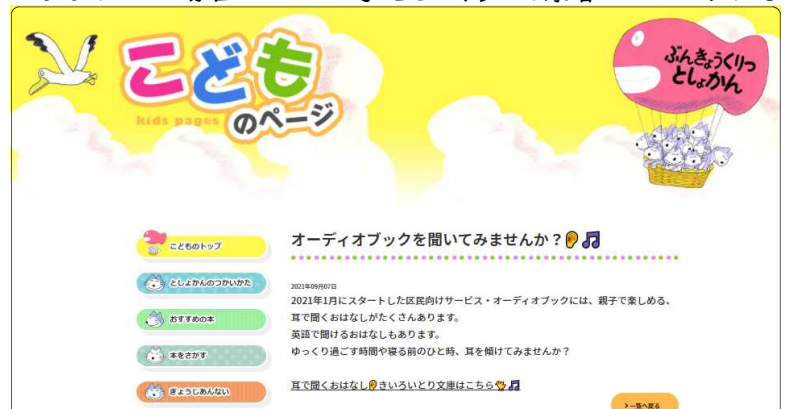 こども
kids pages
のページ
ぶんきょうくりつ
としょかん
こどものトップ
としょかんのつかいかた
おすすめの本
本をさがす
ぎょうじあんない
オーディオブックを聞いてみませんか？👂🎵
2021年09月07日
2021年1月にスタートした区民向けサービス・オーディオブックには、親子で楽しめる、
耳で聞くおはなしがたくさんあります。
英語で聞けるおはなしもあります。
ゆっくり過ごす時間や寝る前のひと時、耳を傾けてみませんか？
耳で聞くおはなし👂きいろいとり文庫はこちら🐤🎵
>一覧へ戻る